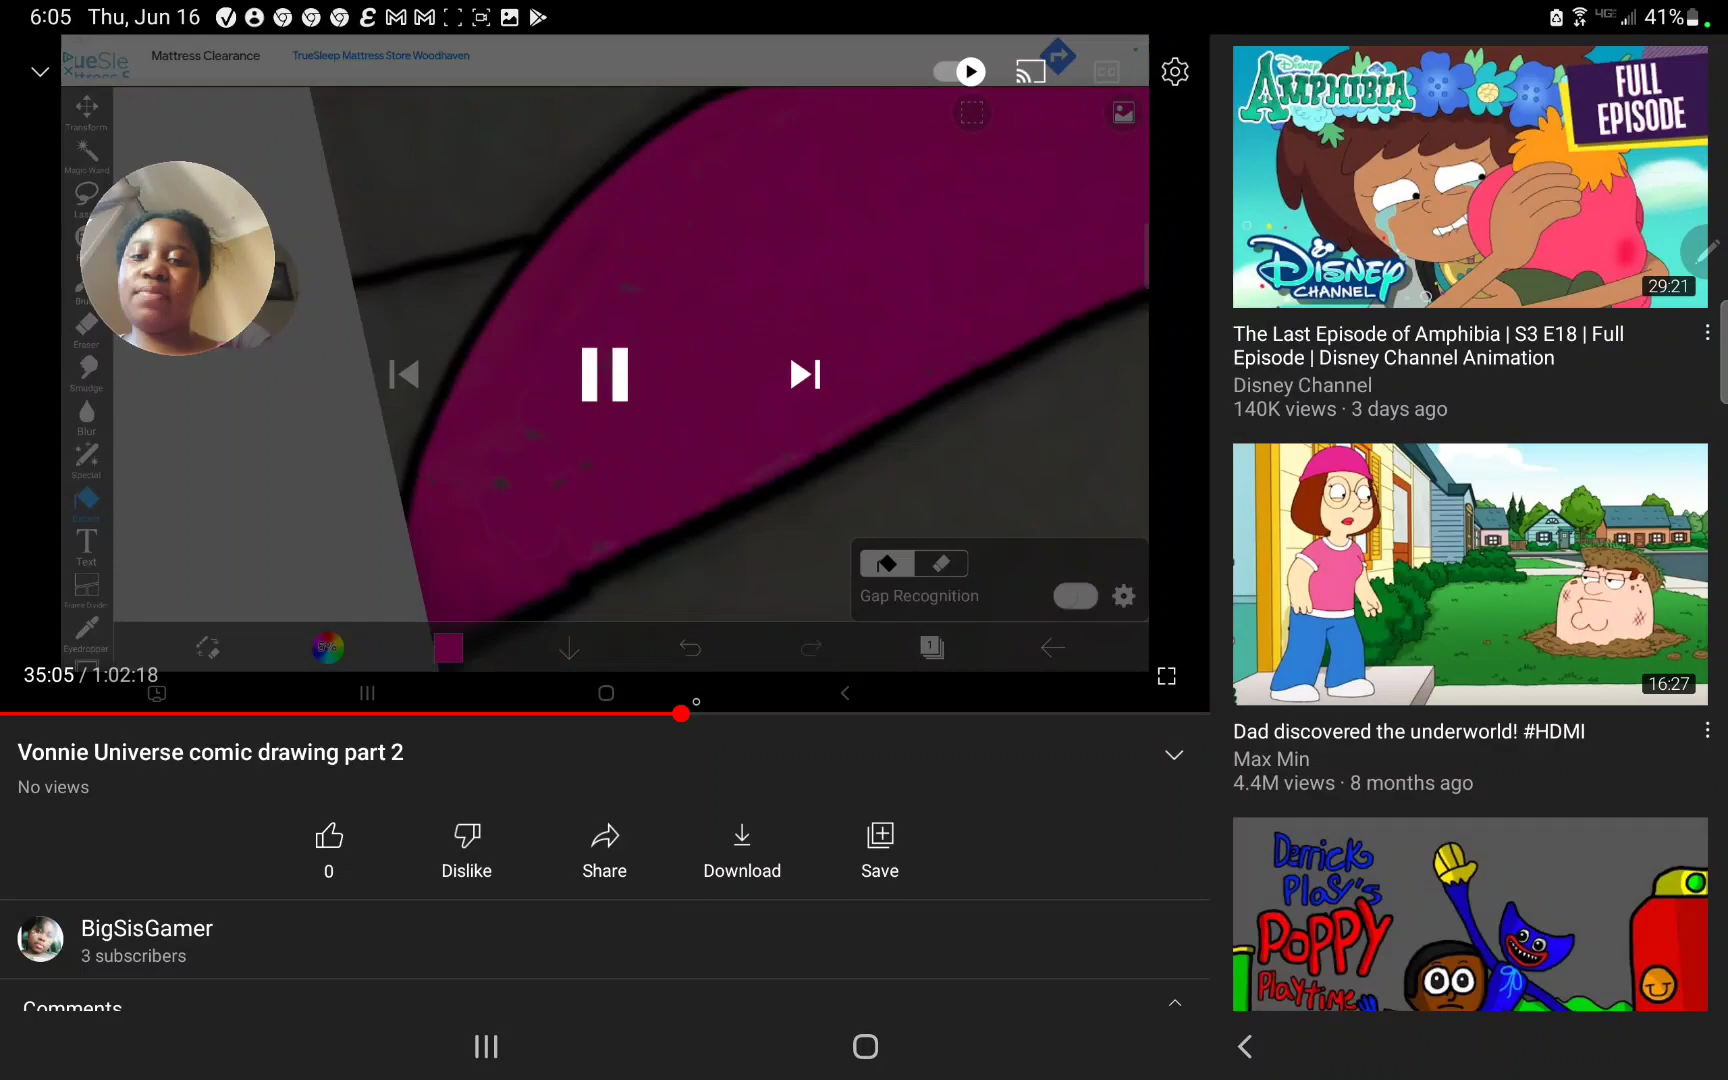 6:05 Thu, Jun 16
4GE 41%
Mattress Clearance
TrueSleep Mattress Store Woodhaven
Transform
Magic Wand
Eraser
Smudge
Blur
Special
Text
Frame Divider
Eyedropper
Gap Recognition
1
35:05 / 1:02:18
Vonnie Universe comic drawing part 2
No views
0
Dislike
Share
Download
Save
BigSisGamer
3 subscribers
Comments
Disney
AMPHIBIA
FULL
EPISODE
Disney
CHANNEL
29:21
The Last Episode of Amphibia | S3 E18 | Full
Episode | Disney Channel Animation
Disney Channel
140K views · 3 days ago
16:27
Dad discovered the underworld! #HDMI
Max Min
4.4M views · 8 months ago
Derrick
Play's
POPPY
Playtime